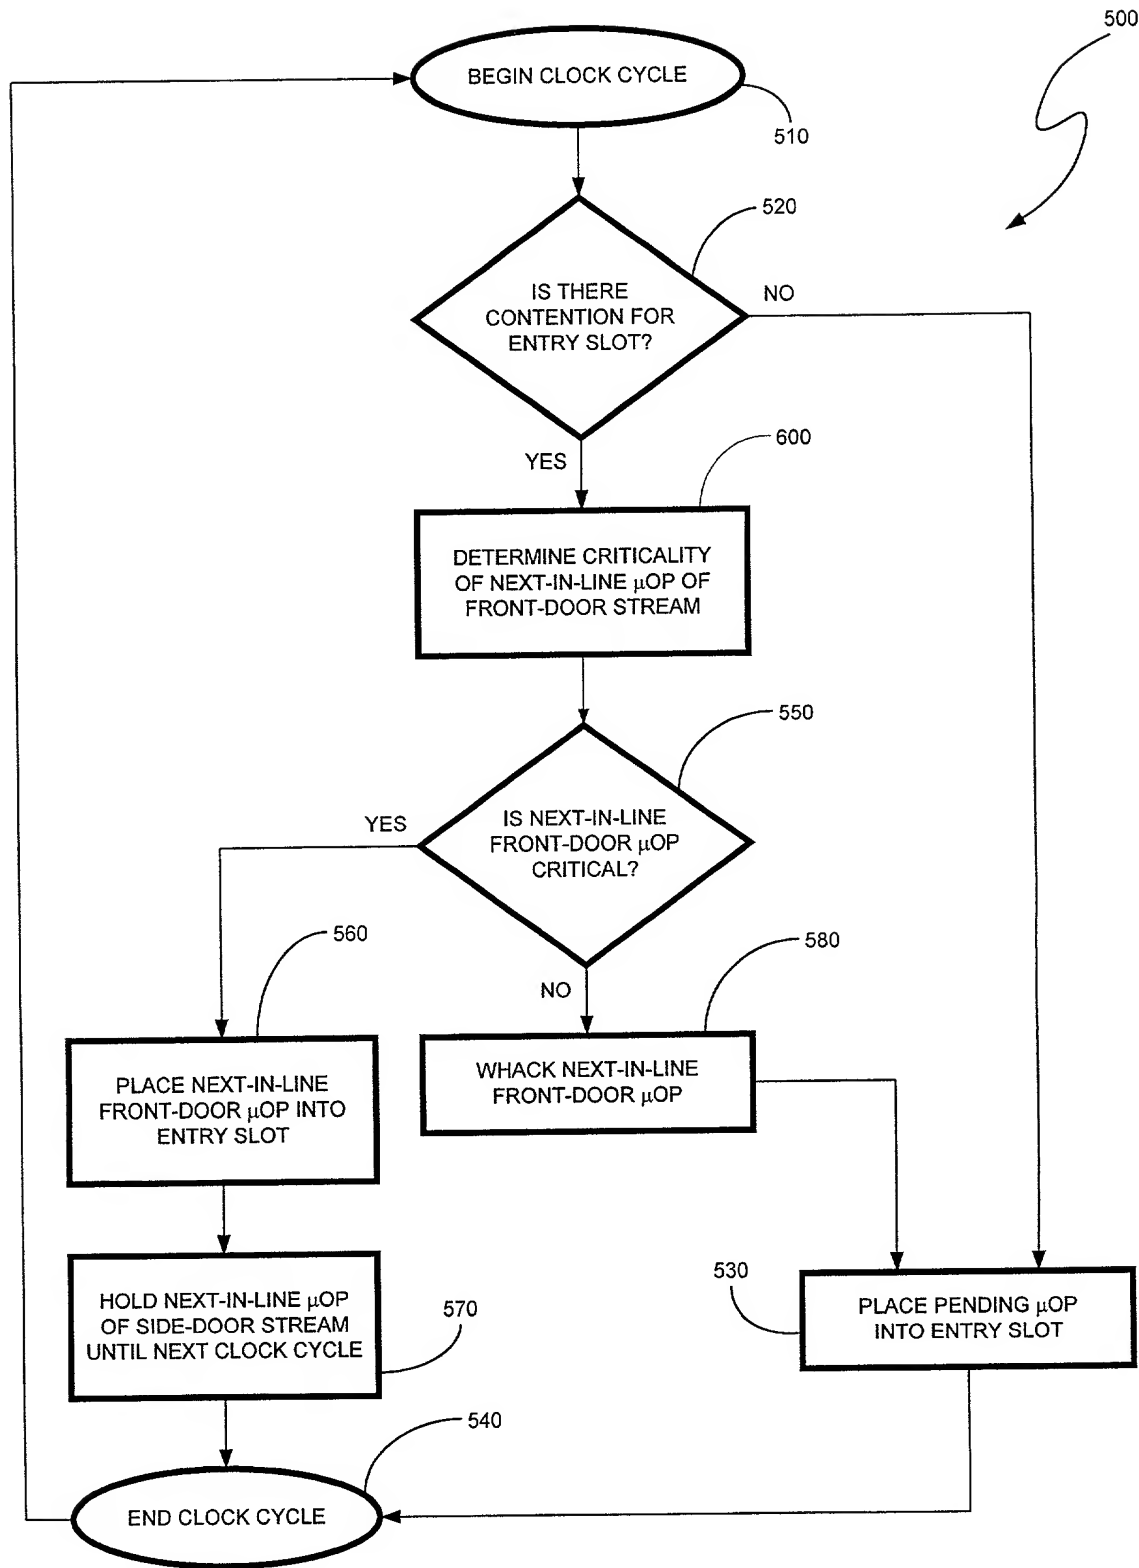 500
BEGIN CLOCK CYCLE
510
520
IS THERE
CONTENTION FOR
ENTRY SLOT?
NO
YES
600
DETERMINE CRITICALITY
OF NEXT-IN-LINE μOP OF
FRONT-DOOR STREAM
550
YES
IS NEXT-IN-LINE
FRONT-DOOR μOP
CRITICAL?
560
580
NO
PLACE NEXT-IN-LINE
FRONT-DOOR μOP INTO
ENTRY SLOT
WHACK NEXT-IN-LINE
FRONT-DOOR μOP
530
HOLD NEXT-IN-LINE μOP
OF SIDE-DOOR STREAM
UNTIL NEXT CLOCK CYCLE
570
PLACE PENDING μOP
INTO ENTRY SLOT
540
END CLOCK CYCLE